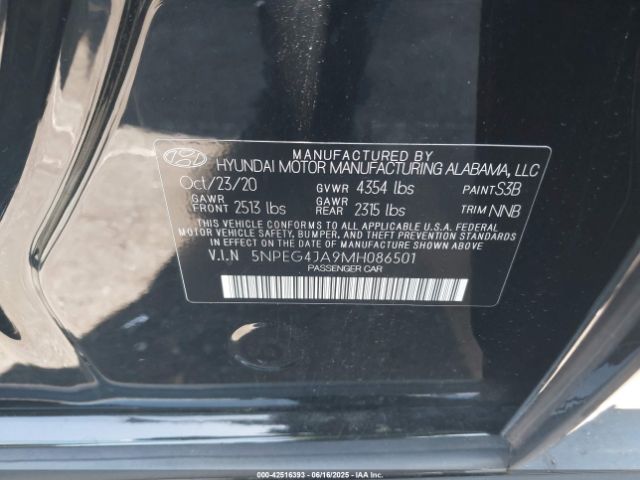 MANUFACTURED BY
HYUNDAI MOTOR MANUFACTURING ALABAMA, LLC
Oct/23/20 GVWR 4354 lbs PAINT S3B
GAWR FRONT 2513 lbs GAWR REAR 2315 lbs TRIM NNB
THIS VEHICLE CONFORMS TO ALL APPLICABLE U.S.A. FEDERAL
MOTOR VEHICLE SAFETY, BUMPER, AND THEFT PREVENTION STANDARDS
IN EFFECT ON THE DATE OF MANUFACTURE SHOWN ABOVE.
V.I.N 5NPEG4JA9MH086501
PASSENGER CAR
000-42516393 - 06/16/2025 - IAAI.COM